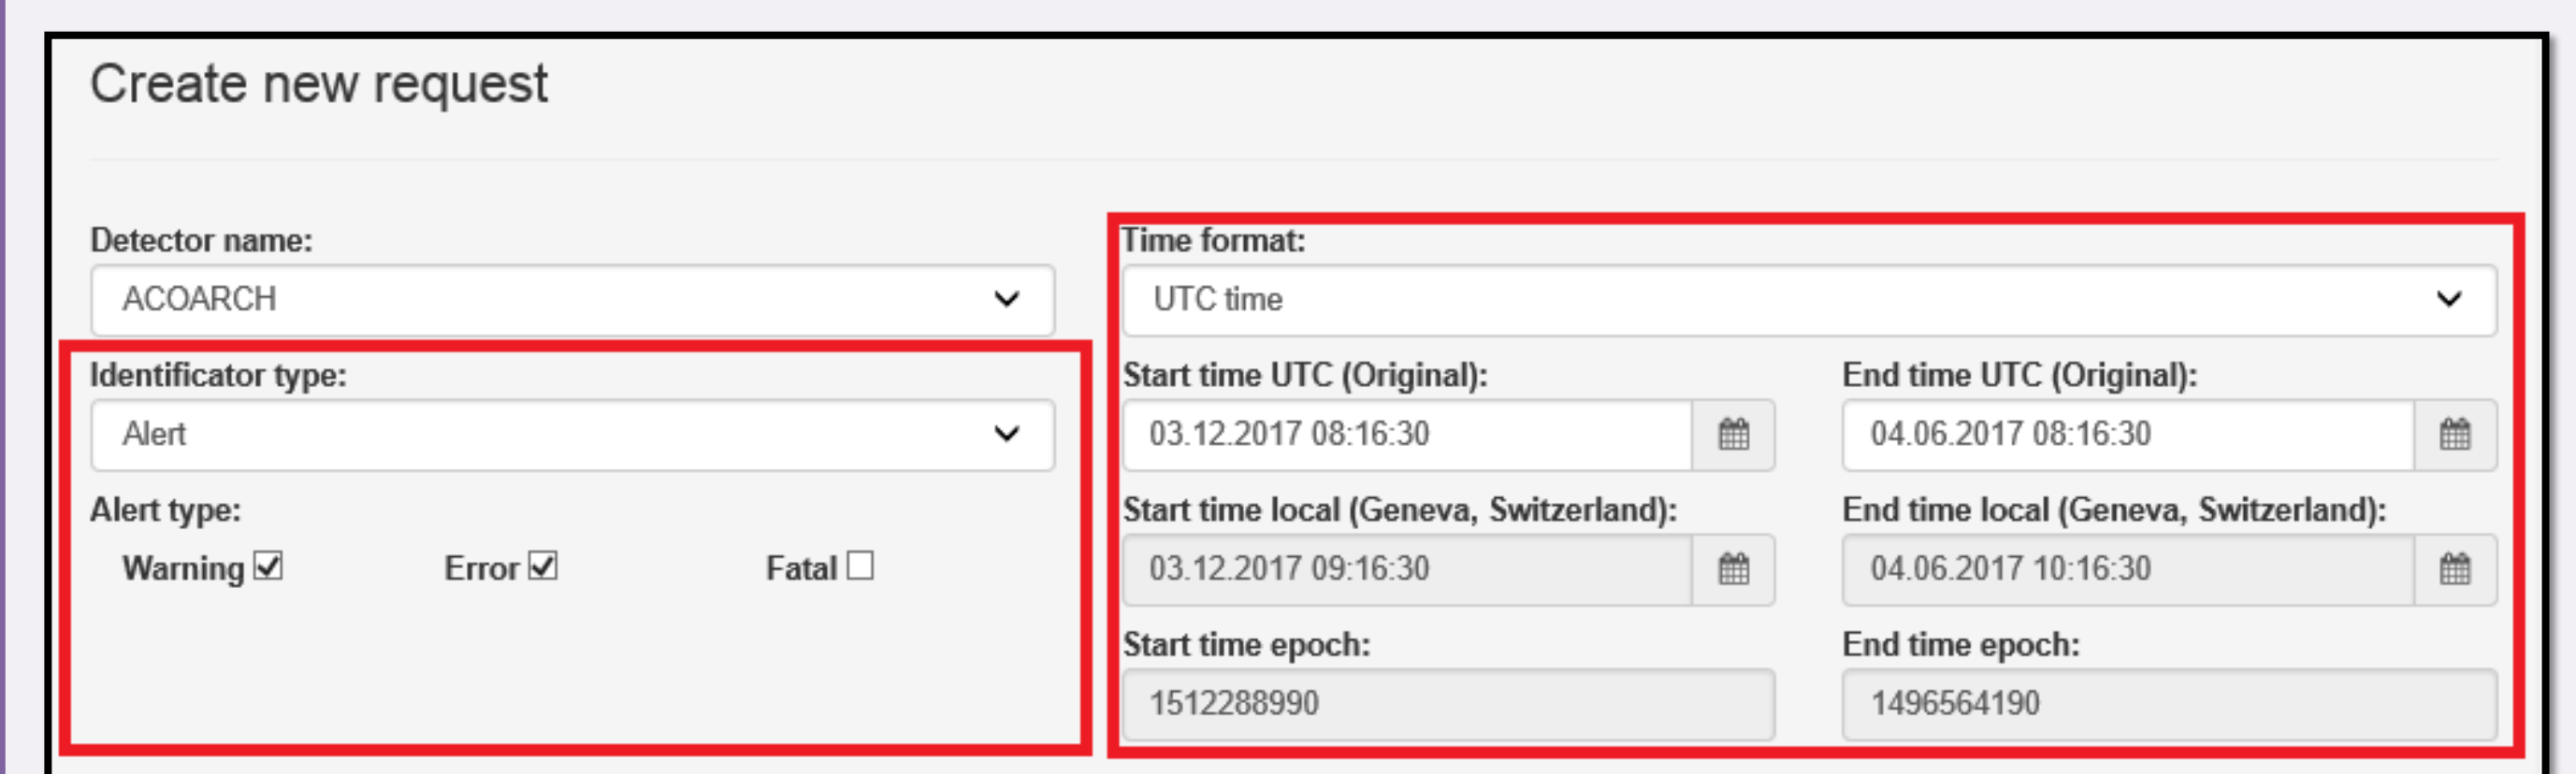 Create new request
Detector name:
ACOARCH
Identificator type:
Alert
Alert type:
Warning
Error
Fatal
Time format:
UTC time
Start time UTC (Original):
End time UTC (Original):
03.12.2017 08:16:30
04.06.2017 08:16:30
Start time local (Geneva, Switzerland):
End time local (Geneva, Switzerland):
03.12.2017 09:16:30
04.06.2017 10:16:30
Start time epoch:
End time epoch:
1512288990
1496564190